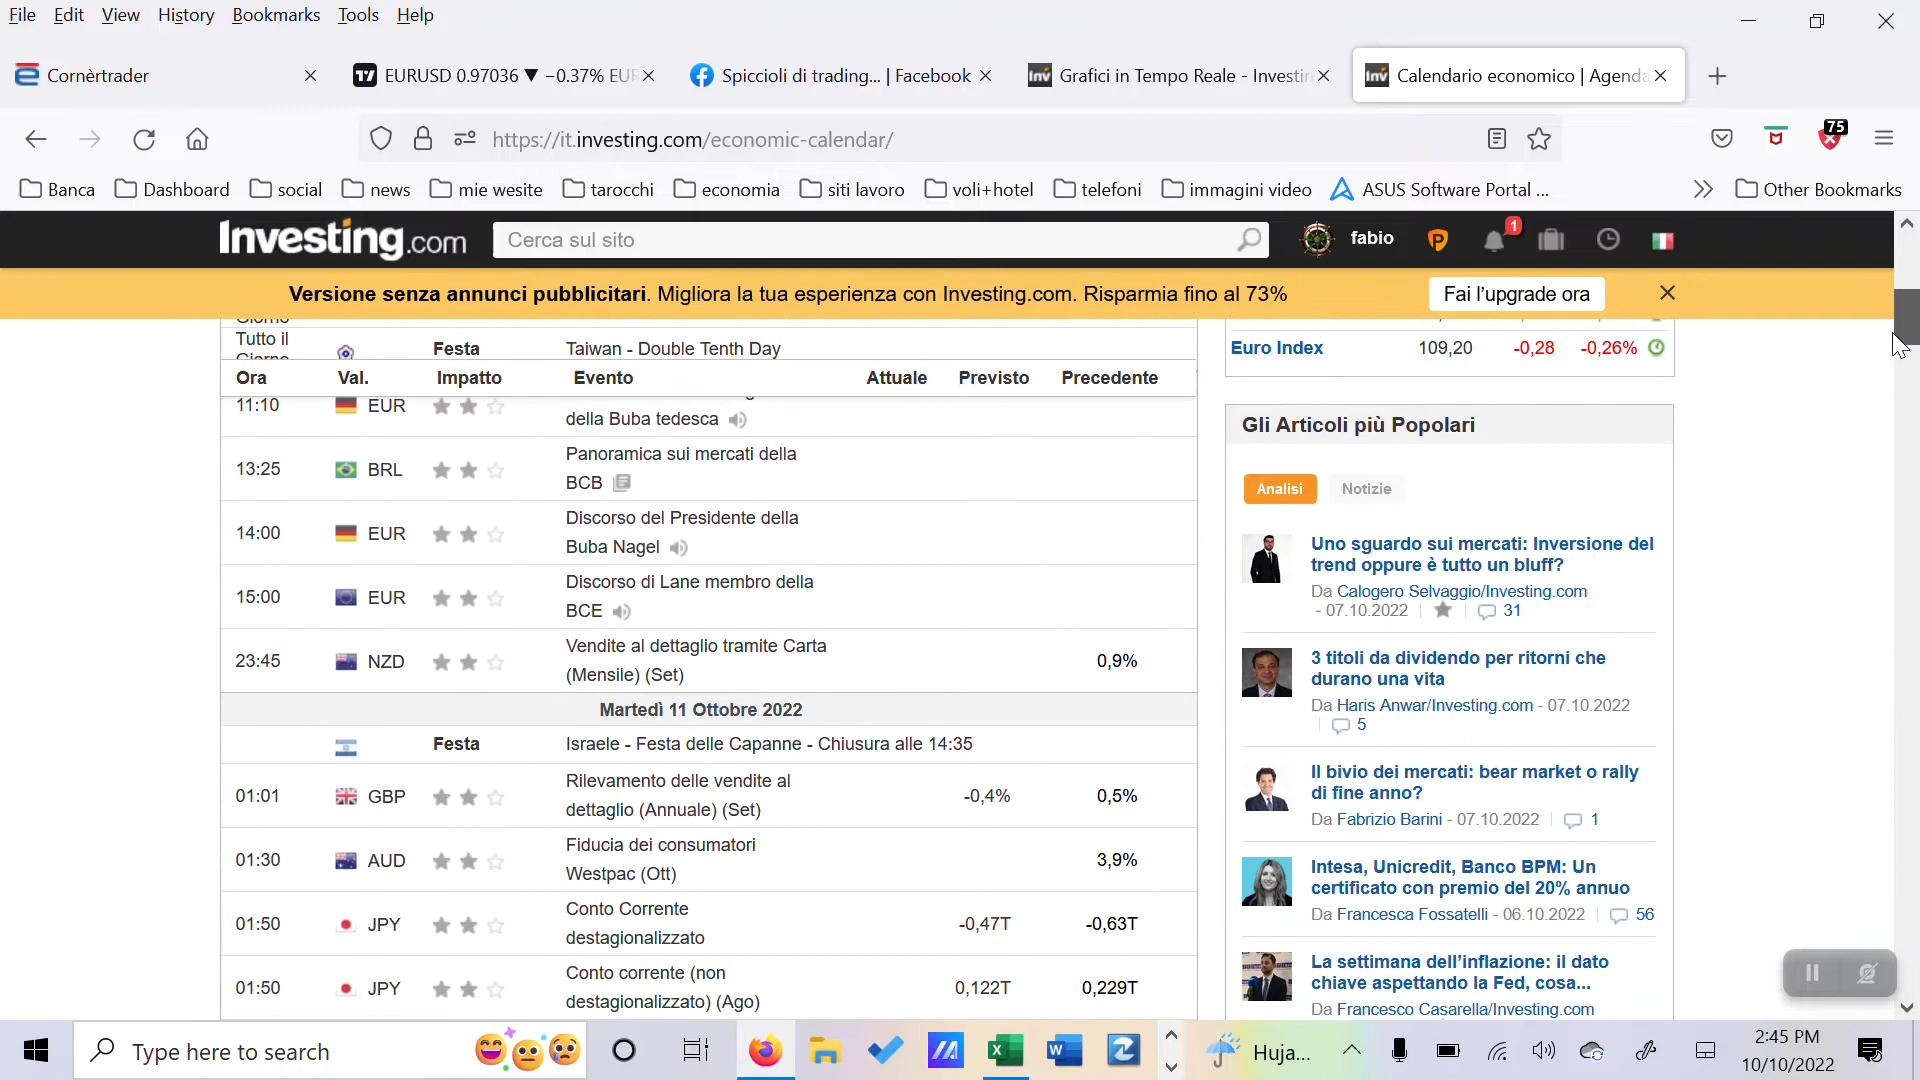 File Edit View History Bookmarks Tools Help
Cornèrtrader
EURUSD 0.97036 ▼ −0.37% EUR
Spiccioli di trading... | Facebook
Grafici in Tempo Reale - Investin
Calendario economico | Agenda
https://it.investing.com/economic-calendar/
75
Banca Dashboard social news mie wesite tarocchi economia siti lavoro voli+hotel telefoni immagini video ASUS Software Portal ... Other Bookmarks
Investing.com
Cerca sul sito
fabio
1
Versione senza annunci pubblicitari. Migliora la tua esperienza con Investing.com. Risparmia fino al 73%
Fai l'upgrade ora
Giorno
Tutto il
Giorno
Festa Taiwan - Double Tenth Day
Ora Val. Impatto Evento Attuale Previsto Precedente
11:10 EUR
della Buba tedesca
13:25 BRL Panoramica sui mercati della
BCB
14:00 EUR Discorso del Presidente della
Buba Nagel
15:00 EUR Discorso di Lane membro della
BCE
23:45 NZD Vendite al dettaglio tramite Carta
(Mensile) (Set) 0,9%
Martedì 11 Ottobre 2022
Festa Israele - Festa delle Capanne - Chiusura alle 14:35
01:01 GBP Rilevamento delle vendite al
dettaglio (Annuale) (Set) -0,4% 0,5%
01:30 AUD Fiducia dei consumatori
Westpac (Ott) 3,9%
01:50 JPY Conto Corrente
destagionalizzato -0,47T -0,63T
01:50 JPY Conto corrente (non
destagionalizzato) (Ago) 0,122T 0,229T
Euro Index 109,20 -0,28 -0,26%
Gli Articoli più Popolari
Analisi Notizie
Uno sguardo sui mercati: Inversione del
trend oppure è tutto un bluff?
Da Calogero Selvaggio/Investing.com
- 07.10.2022 31
3 titoli da dividendo per ritorni che
durano una vita
Da Haris Anwar/Investing.com - 07.10.2022
5
Il bivio dei mercati: bear market o rally
di fine anno?
Da Fabrizio Barini - 07.10.2022 1
Intesa, Unicredit, Banco BPM: Un
certificato con premio del 20% annuo
Da Francesca Fossatelli - 06.10.2022 56
La settimana dell'inflazione: il dato
chiave aspettando la Fed, cosa...
Da Francesco Casarella/Investing.com
Type here to search
Huja...
2:45 PM
10/10/2022